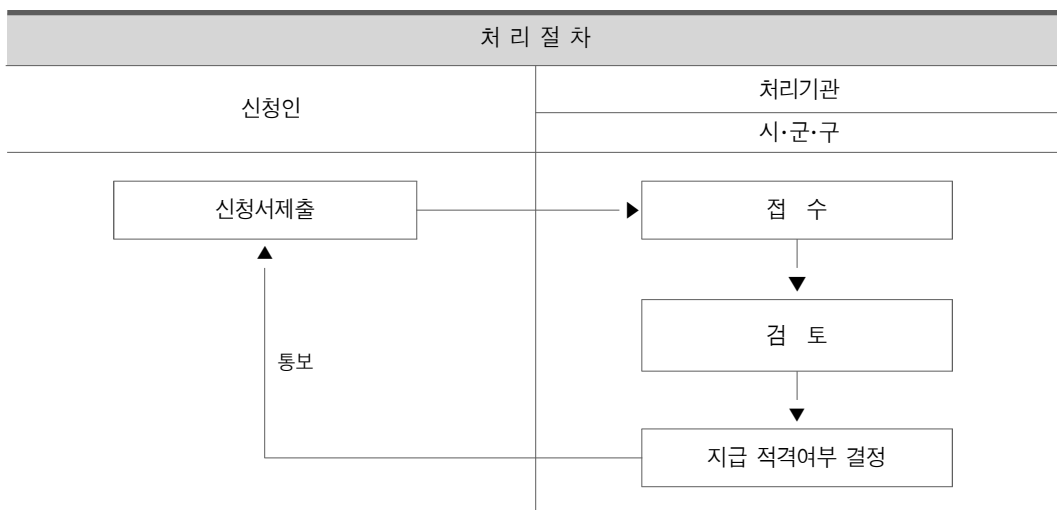 처 리 절 차
신청인
처리기관
시·군·구
신청서제출
접 수
검 토
통보
지급 적격여부 결정